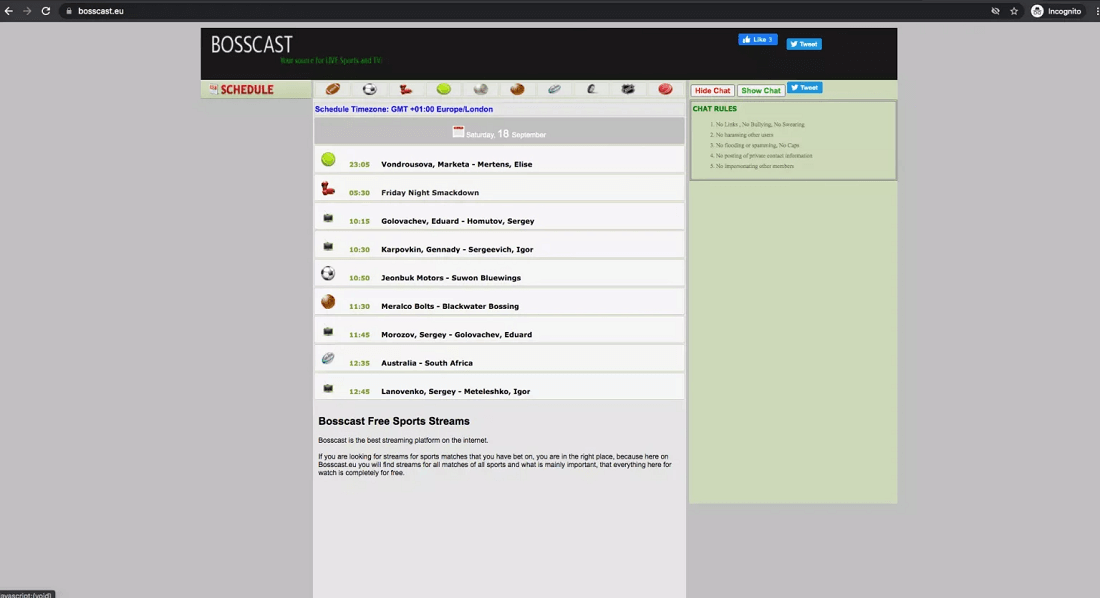 bosscast.eu
Incognito
BOSSCAST
Your source for LIVE Sports and TV!
Like 3
Tweet
SCHEDULE
Hide Chat
Show Chat
Tweet
Schedule Timezone: GMT +01:00 Europe/London
CHAT RULES
1. No Links , No Bullying, No Swearing
2. No harassing other users
3. No flooding or spamming, No Caps
4. No posting of private contact information
5. No impersonating other members
Saturday, 18 September
23:05 Vondrousova, Marketa - Mertens, Elise
05:30 Friday Night Smackdown
10:15 Golovachev, Eduard - Homutov, Sergey
10:30 Karpovkin, Gennady - Sergeevich, Igor
10:50 Jeonbuk Motors - Suwon Bluewings
11:30 Meralco Bolts - Blackwater Bossing
11:45 Morozov, Sergey - Golovachev, Eduard
12:35 Australia - South Africa
12:45 Lanovenko, Sergey - Meteleshko, Igor
Bosscast Free Sports Streams
Bosscast is the best streaming platform on the internet.
If you are looking for streams for sports matches that you have bet on, you are in the right place, because here on
Bosscast.eu you will find streams for all matches of all sports and what is mainly important, that everything here for
watch is completely for free.
avascript:(void)